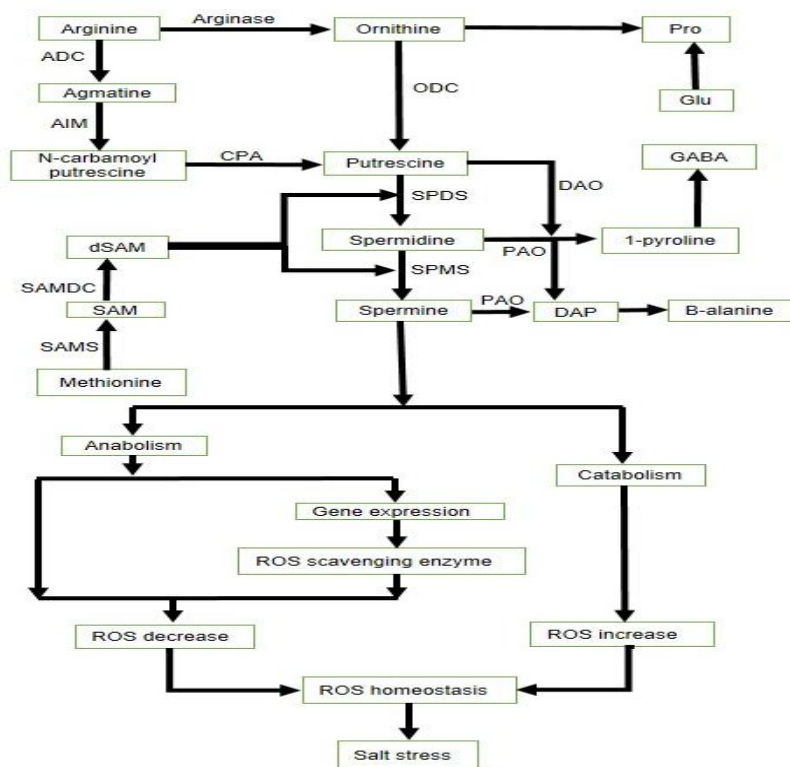 Arginine
Arginase
Ornithine
Pro
ADC
Agmatine
ODC
Glu
AIM
N-carbamoyl
putrescine
CPA
Putrescine
GABA
DAO
SPDS
dSAM
Spermidine
PAO
1-pyroline
SPMS
SAMDC
SAM
Spermine
PAO
DAP
B-alanine
SAMS
Methionine
Anabolism
Catabolism
Gene expression
ROS scavenging enzyme
ROS decrease
ROS increase
ROS homeostasis
Salt stress